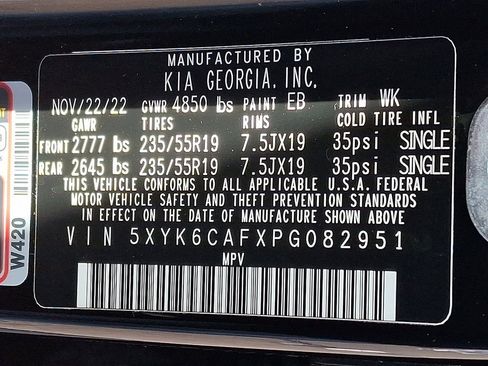 MANUFACTURED BY
KIA GEORGIA, INC.
NOV/22/22 GVWR 4850 lbs PAINT EB TRIM WK
GAWR TIRES RIMS COLD TIRE INFL
FRONT 2777 lbs 235/55R19 7.5JX19 35psi SINGLE
REAR 2645 lbs 235/55R19 7.5JX19 35psi SINGLE
THIS VEHICLE CONFORMS TO ALL APPLICABLE U.S.A. FEDERAL
MOTOR VEHICLE SAFETY AND THEFT PREVENTION STANDARDS
IN EFFECT ON THE DATE OF MANUFACTURE SHOWN ABOVE
VIN 5XYK6CAFXPG082951
MPV
W420